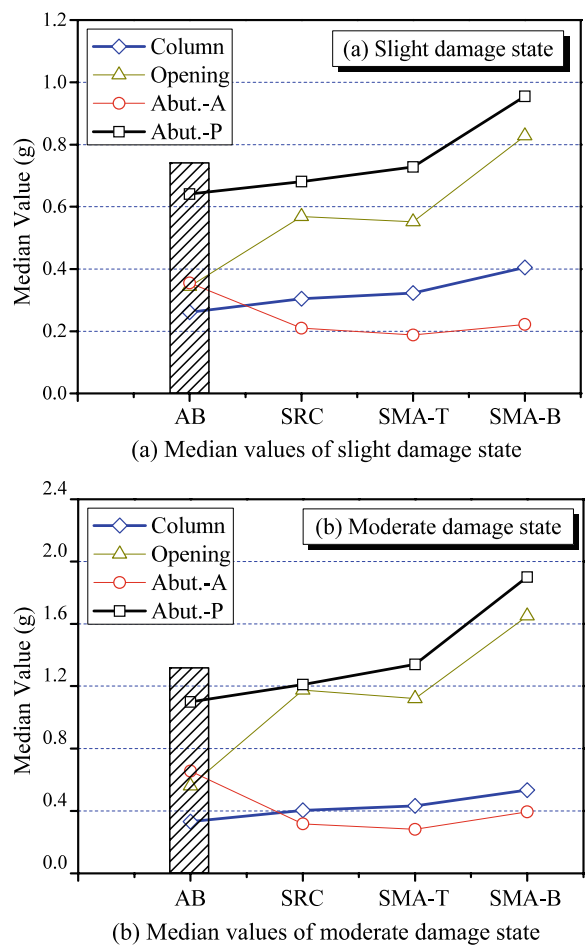 1.2
1.0
0.8
0.6
0.4
0.2
0.0
Median Value (g)
Column
Opening
Abut.-A
Abut.-P
(a) Slight damage state
AB SRC SMA-T SMA-B
(a) Median values of slight damage state
2.4
2.0
1.6
1.2
0.8
0.4
0.0
Median Value (g)
Column
Opening
Abut.-A
Abut.-P
(b) Moderate damage state
AB SRC SMA-T SMA-B
(b) Median values of moderate damage state